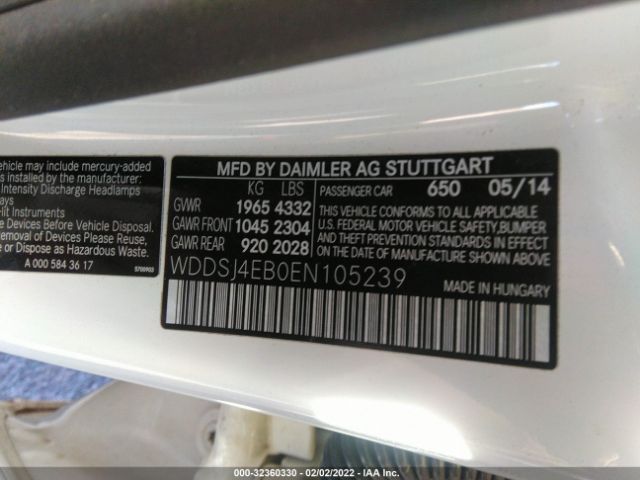 ehicle may include mercury-added
s installed by the manufacturer:
Intensity Discharge Headlamps
ays
-lit Instruments
e Devices Before Vehicle Disposal.
emoval of Devices Please Reuse,
e or Dispose as Hazardous Waste.
A 000 584 36 17
5700903
MFD BY DAIMLER AG STUTTGART
KG LBS
GVWR 1965 4332
GAWR FRONT 1045 2304
GAWR REAR 920 2028
PASSENGER CAR 650 05/14
THIS VEHICLE CONFORMS TO ALL APPLICABLE
U.S. FEDERAL MOTOR VEHICLE SAFETY,BUMPER
AND THEFT PREVENTION STANDARDS IN EFFECT
ON THE DATE OF MANUFACTURE SHOWN ABOVE.
WDDSJ4EB0EN105239
MADE IN HUNGARY
000-32360330 - 02/02/2022 - IAA Inc.